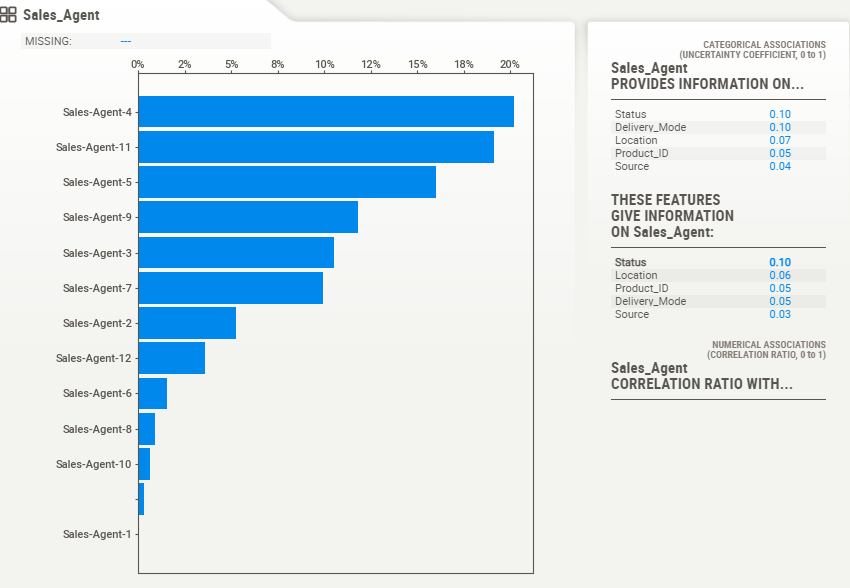 Sales_Agent
MISSING: ---
0% 2% 5% 8% 10% 12% 15% 18% 20%
Sales-Agent-4
Sales-Agent-11
Sales-Agent-5
Sales-Agent-9
Sales-Agent-3
Sales-Agent-7
Sales-Agent-2
Sales-Agent-12
Sales-Agent-6
Sales-Agent-8
Sales-Agent-10
Sales-Agent-1
CATEGORICAL ASSOCIATIONS
(UNCERTAINTY COEFFICIENT, 0 to 1)
Sales_Agent
PROVIDES INFORMATION ON...
Status 0.10
Delivery_Mode 0.10
Location 0.07
Product_ID 0.05
Source 0.04
THESE FEATURES
GIVE INFORMATION
ON Sales_Agent:
Status 0.10
Location 0.06
Product_ID 0.05
Delivery_Mode 0.05
Source 0.03
NUMERICAL ASSOCIATIONS
(CORRELATION RATIO, 0 to 1)
Sales_Agent
CORRELATION RATIO WITH...